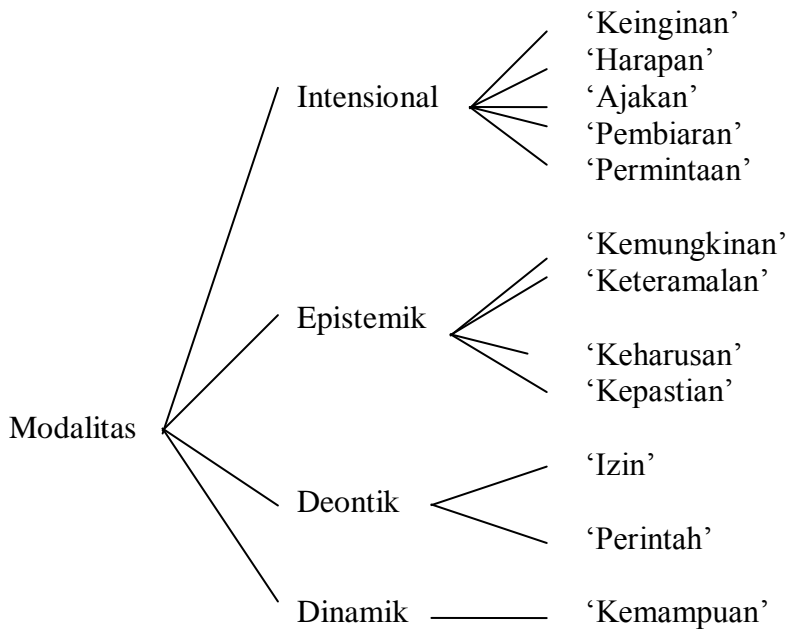 ‘Keinginan’
‘Harapan’
Intensional
‘Ajakan’
‘Pembiaran’
‘Permintaan’
‘Kemungkinan’
‘Keteramalan’
Epistemik
‘Keharusan’
‘Kepastian’
Modalitas
‘Izin’
Deontik
‘Perintah’
Dinamik
‘Kemampuan’